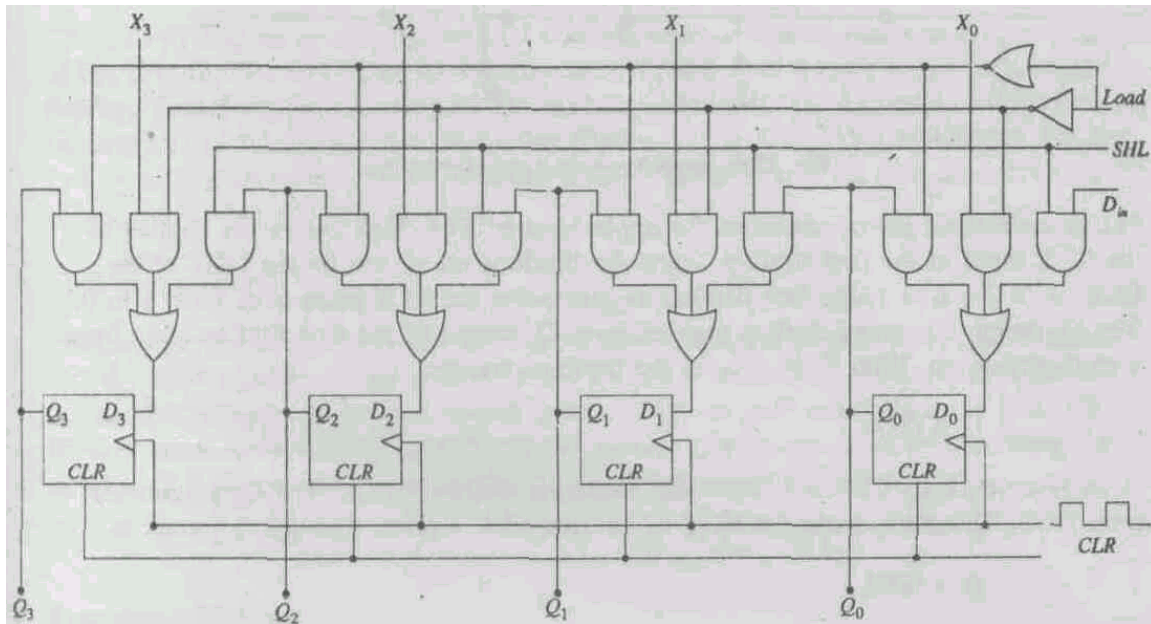 X3 X2 X1 X0
Load
SHL
Din
Q3 D3 Q2 D2 Q1 D1 Q0 D0
CLR CLR CLR CLR
CLR
Q3 Q2 Q1 Q0